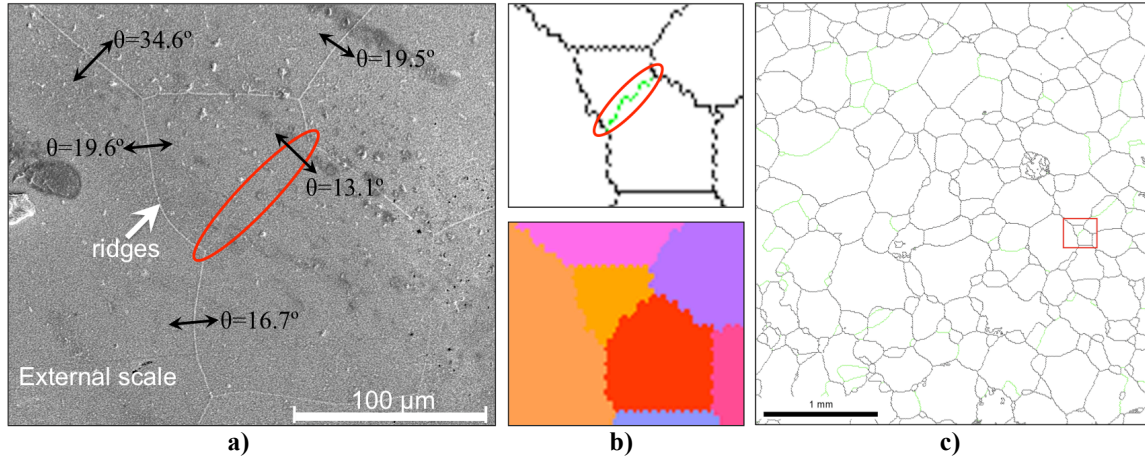 θ=34.6º
θ=19.5º
θ=19.6º
θ=13.1º
ridges
θ=16.7º
External scale
100 µm
a)
b)
1 mm
c)